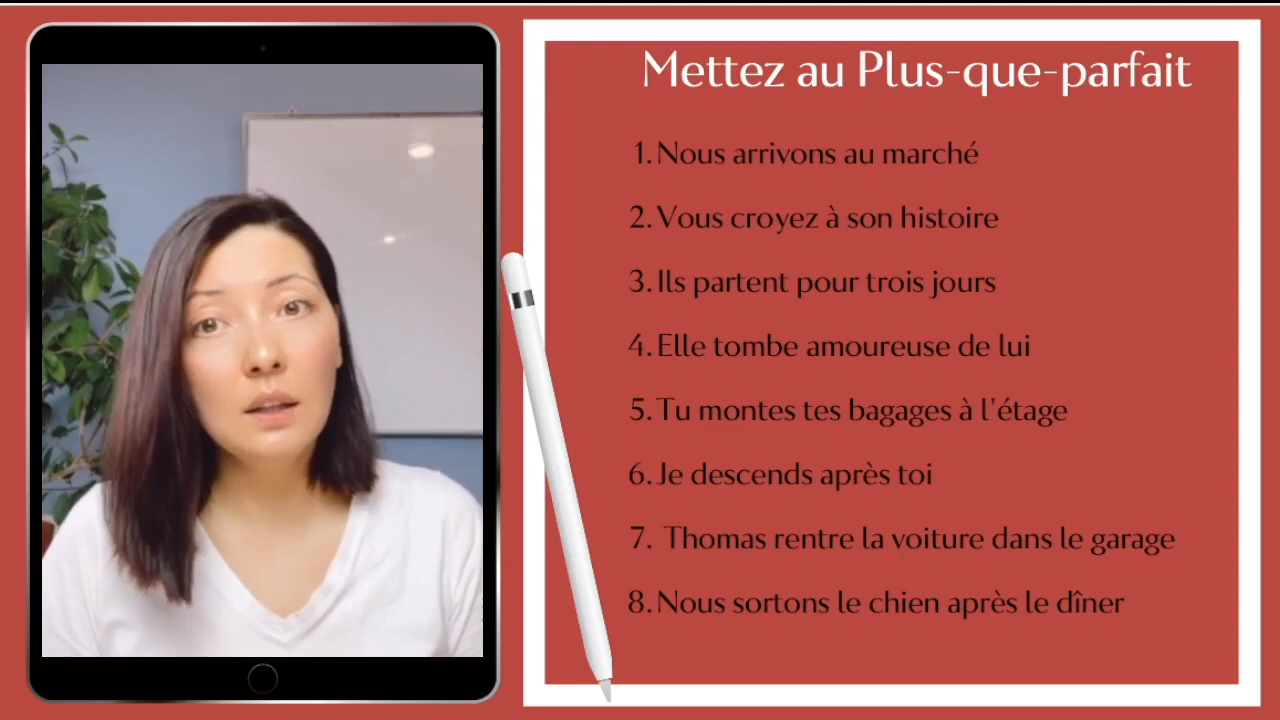 Mettez au Plus-que-parfait
1. Nous arrivons au marché
2. Vous croyez à son histoire
3. Ils partent pour trois jours
4. Elle tombe amoureuse de lui
5. Tu montes tes bagages à l'étage
6. Je descends après toi
7. Thomas rentre la voiture dans le garage
8. Nous sortons le chien après le dîner